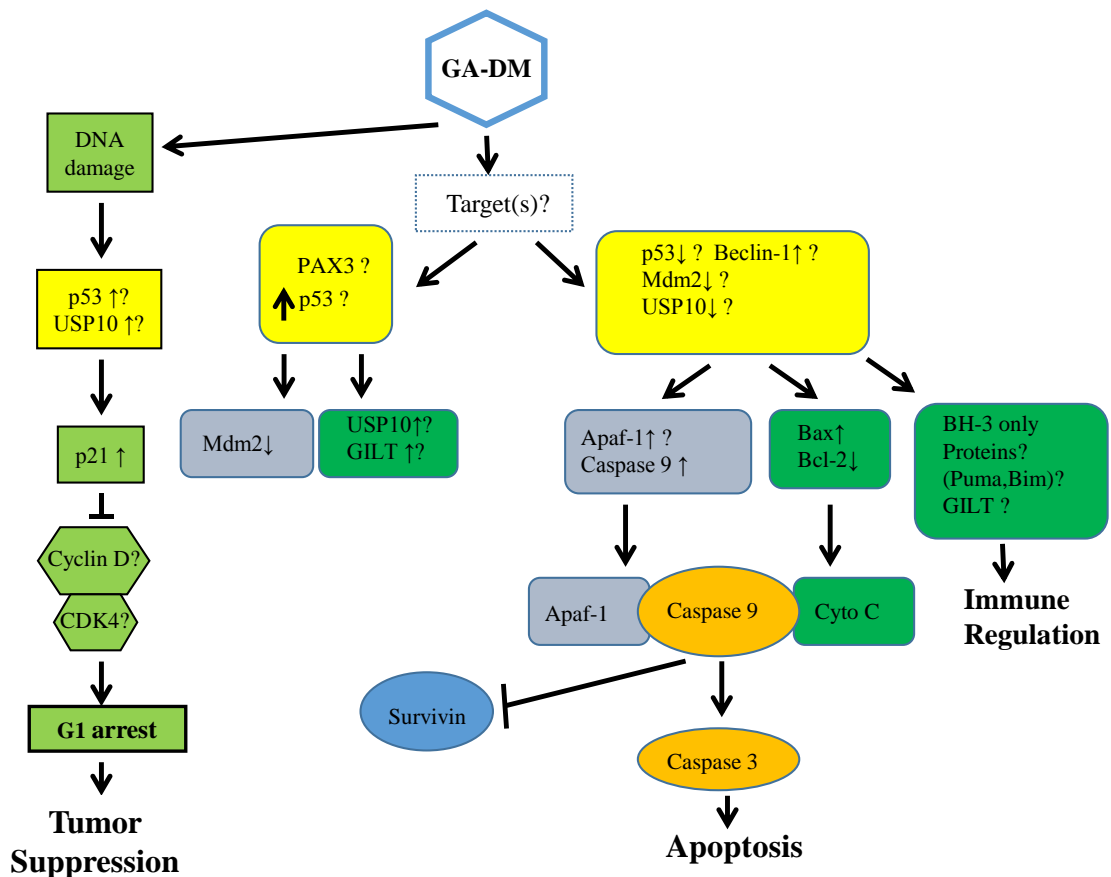 GA-DM
DNA
damage
Target(s)?
p53 ↑?
USP10 ↑?
PAX3 ?
↑ p53 ?
p53↓ ?  Beclin-1↑ ?
Mdm2↓ ?
USP10↓ ?
p21 ↑
Mdm2↓
USP10↑?
GILT ↑?
Apaf-1↑ ?
Caspase 9 ↑
Bax↑
Bcl-2↓
BH-3 only
Proteins?
(Puma,Bim)?
GILT ?
Cyclin D?
CDK4?
Apaf-1
Caspase 9
Cyto C
Immune
Regulation
G1 arrest
Survivin
Caspase 3
Tumor
Suppression
Apoptosis